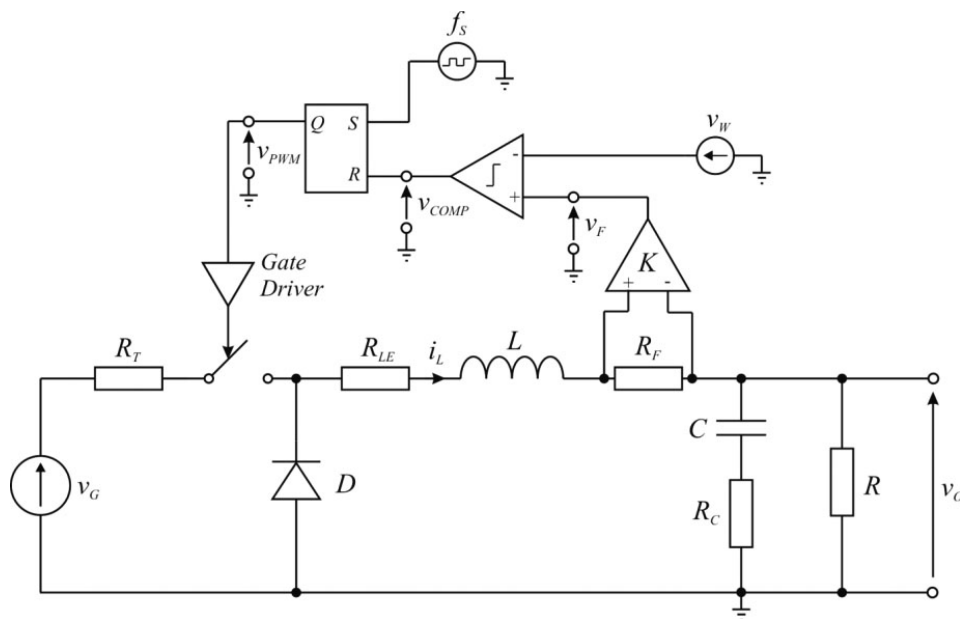 f_S
v_W
Q S
R
v_PWM
v_COMP
-
+
v_F
K
+ -
Gate
Driver
R_T
R_LE
i_L
L
R_F
C
R_C
R
D
v_G